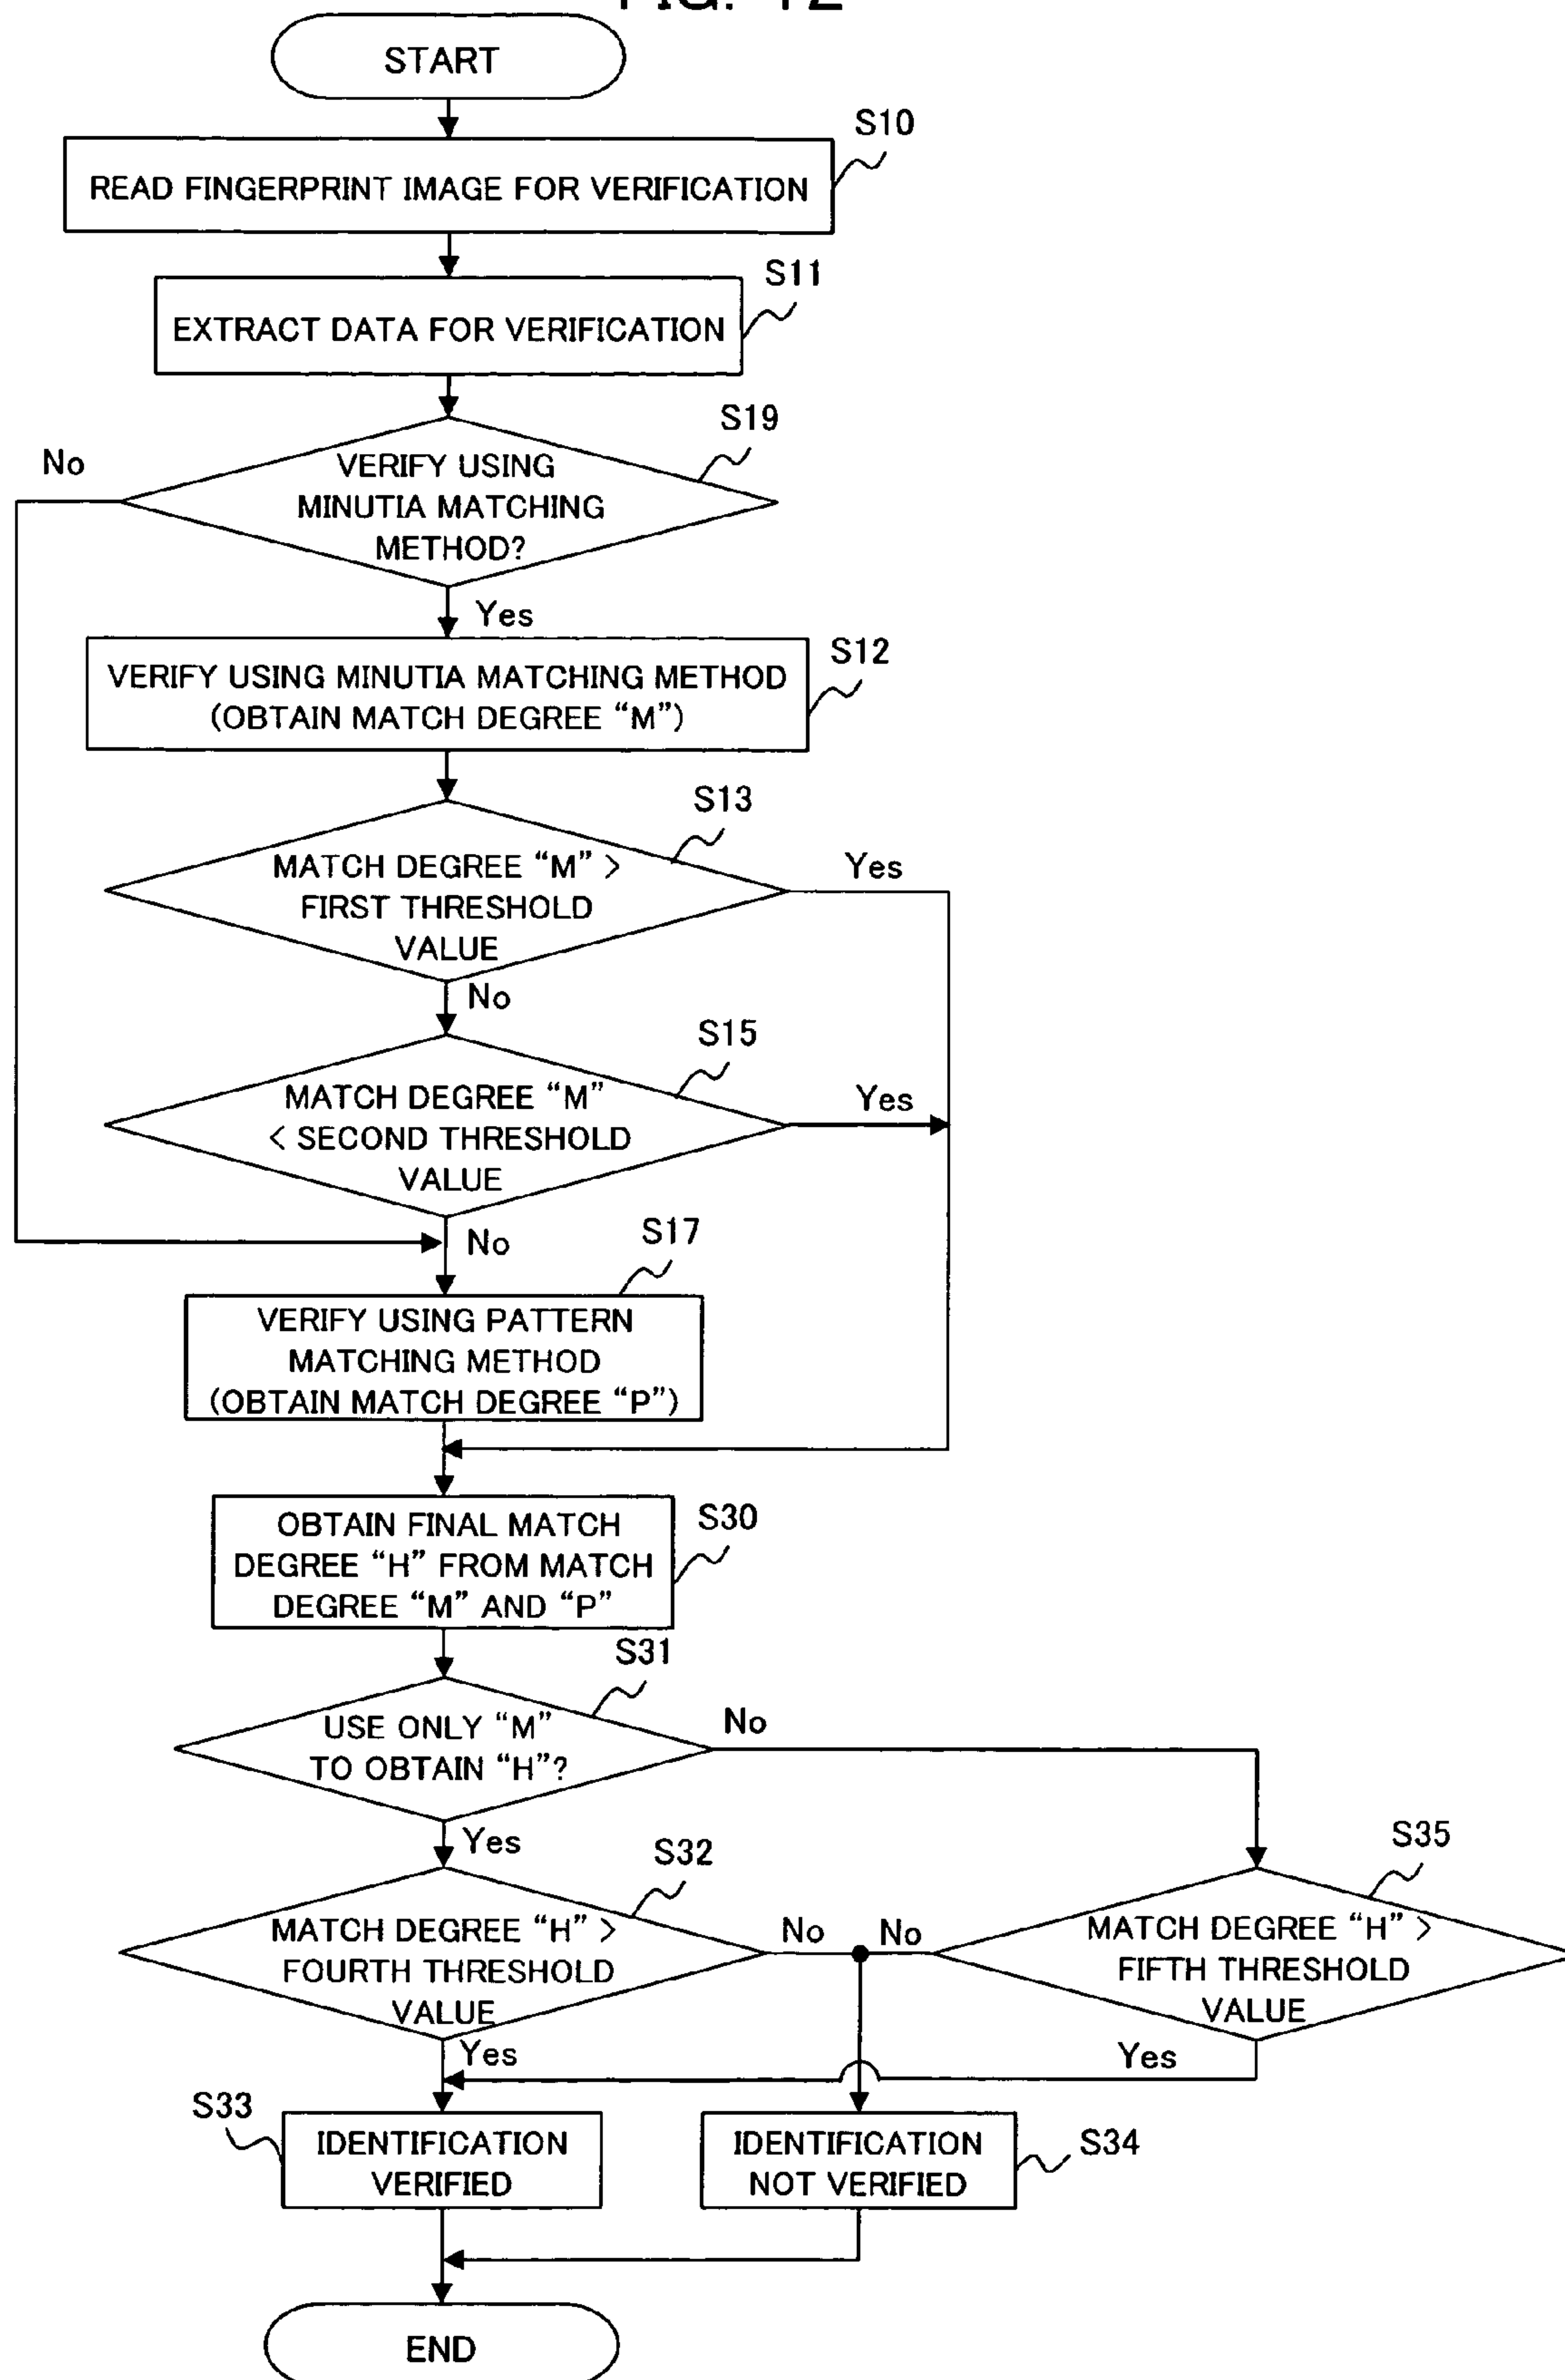 FIG. 12
START
S10
READ FINGERPRINT IMAGE FOR VERIFICATION
S11
EXTRACT DATA FOR VERIFICATION
S19
No
VERIFY USING
MINUTIA MATCHING
METHOD?
Yes
S12
VERIFY USING MINUTIA MATCHING METHOD
(OBTAIN MATCH DEGREE “M”)
S13
MATCH DEGREE “M” >
FIRST THRESHOLD
VALUE
Yes
No
S15
MATCH DEGREE “M”
< SECOND THRESHOLD
VALUE
Yes
No
S17
VERIFY USING PATTERN
MATCHING METHOD
(OBTAIN MATCH DEGREE “P”)
S30
OBTAIN FINAL MATCH
DEGREE “H” FROM MATCH
DEGREE “M” AND “P”
S31
USE ONLY “M”
TO OBTAIN “H”?
No
Yes
S32
MATCH DEGREE “H” >
FOURTH THRESHOLD
VALUE
No
No
S35
MATCH DEGREE “H” >
FIFTH THRESHOLD
VALUE
Yes
Yes
S33
IDENTIFICATION
VERIFIED
IDENTIFICATION
NOT VERIFIED
S34
END